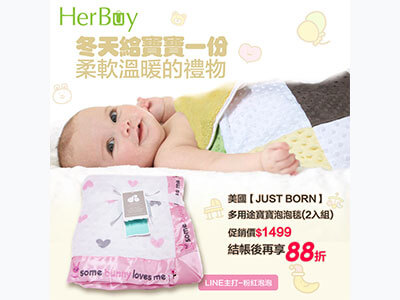 HerBuy
冬天給寶寶一份
柔軟溫暖的禮物
美國【JUST BORN】
多用途寶寶泡泡毯(2入組)
促銷價$1499
結帳後再享88折
LINE主打-粉紅泡泡
some bunny loves me